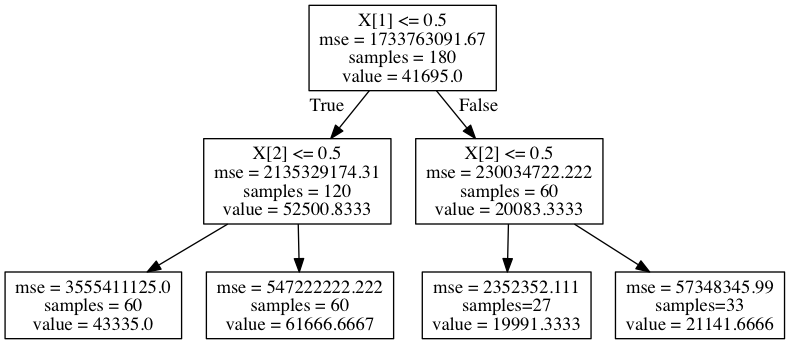 X[1] <= 0.5
mse = 1733763091.67
samples = 180
value = 41695.0
True
False
X[2] <= 0.5
mse = 2135329174.31
samples = 120
value = 52500.8333
X[2] <= 0.5
mse = 230034722.222
samples = 60
value = 20083.3333
mse = 3555411125.0
samples = 60
value = 43335.0
mse = 547222222.222
samples = 60
value = 61666.6667
mse = 2352352.111
samples=27
value = 19991.3333
mse = 57348345.99
samples=33
value = 21141.6666